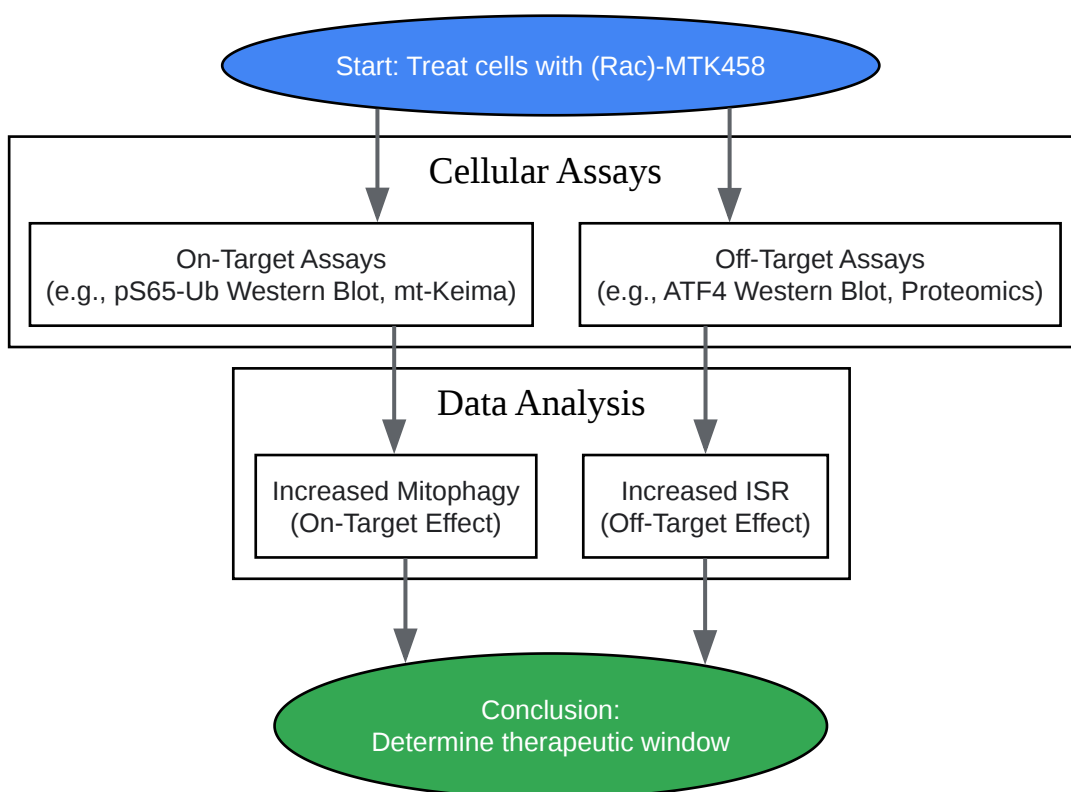 Start: Treat cells with (Rac)-MTK458
Cellular Assays
On-Target Assays
(e.g., pS65-Ub Western Blot, mt-Keima)
Off-Target Assays
(e.g., ATF4 Western Blot, Proteomics)
Data Analysis
Increased Mitophagy
(On-Target Effect)
Increased ISR
(Off-Target Effect)
Conclusion:
Determine therapeutic window